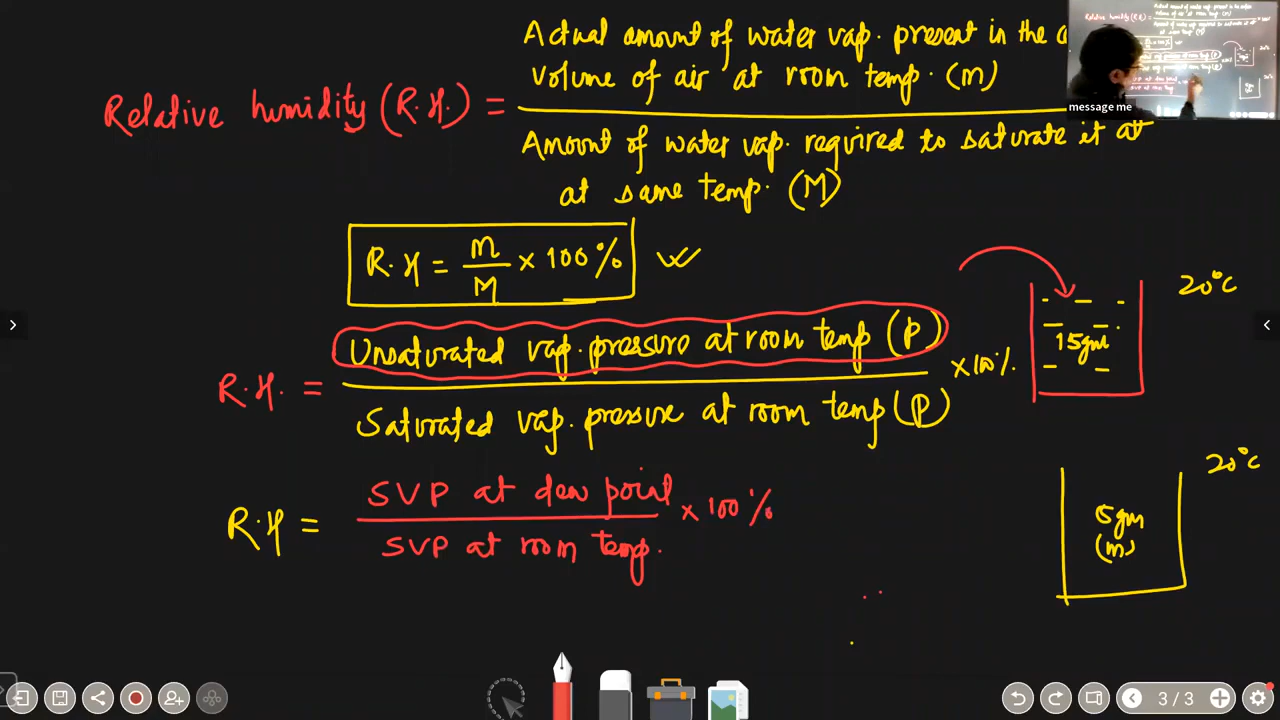 Actual amount of water vap. present in the
volume of air at room temp. (m)
Relative humidity (R.H.) =
Amount of water vap. required to saturate it at
at same temp. (M)
R.H = m/M × 100%
Unsaturated vap. pressure at room temp (p)
R.H. = × 100%
Saturated vap. pressure at room temp (P)
SVP at dew point
R.H = × 100%
SVP at room temp.
20°C
15gm
20°C
5gm
(m)
message me
3/3